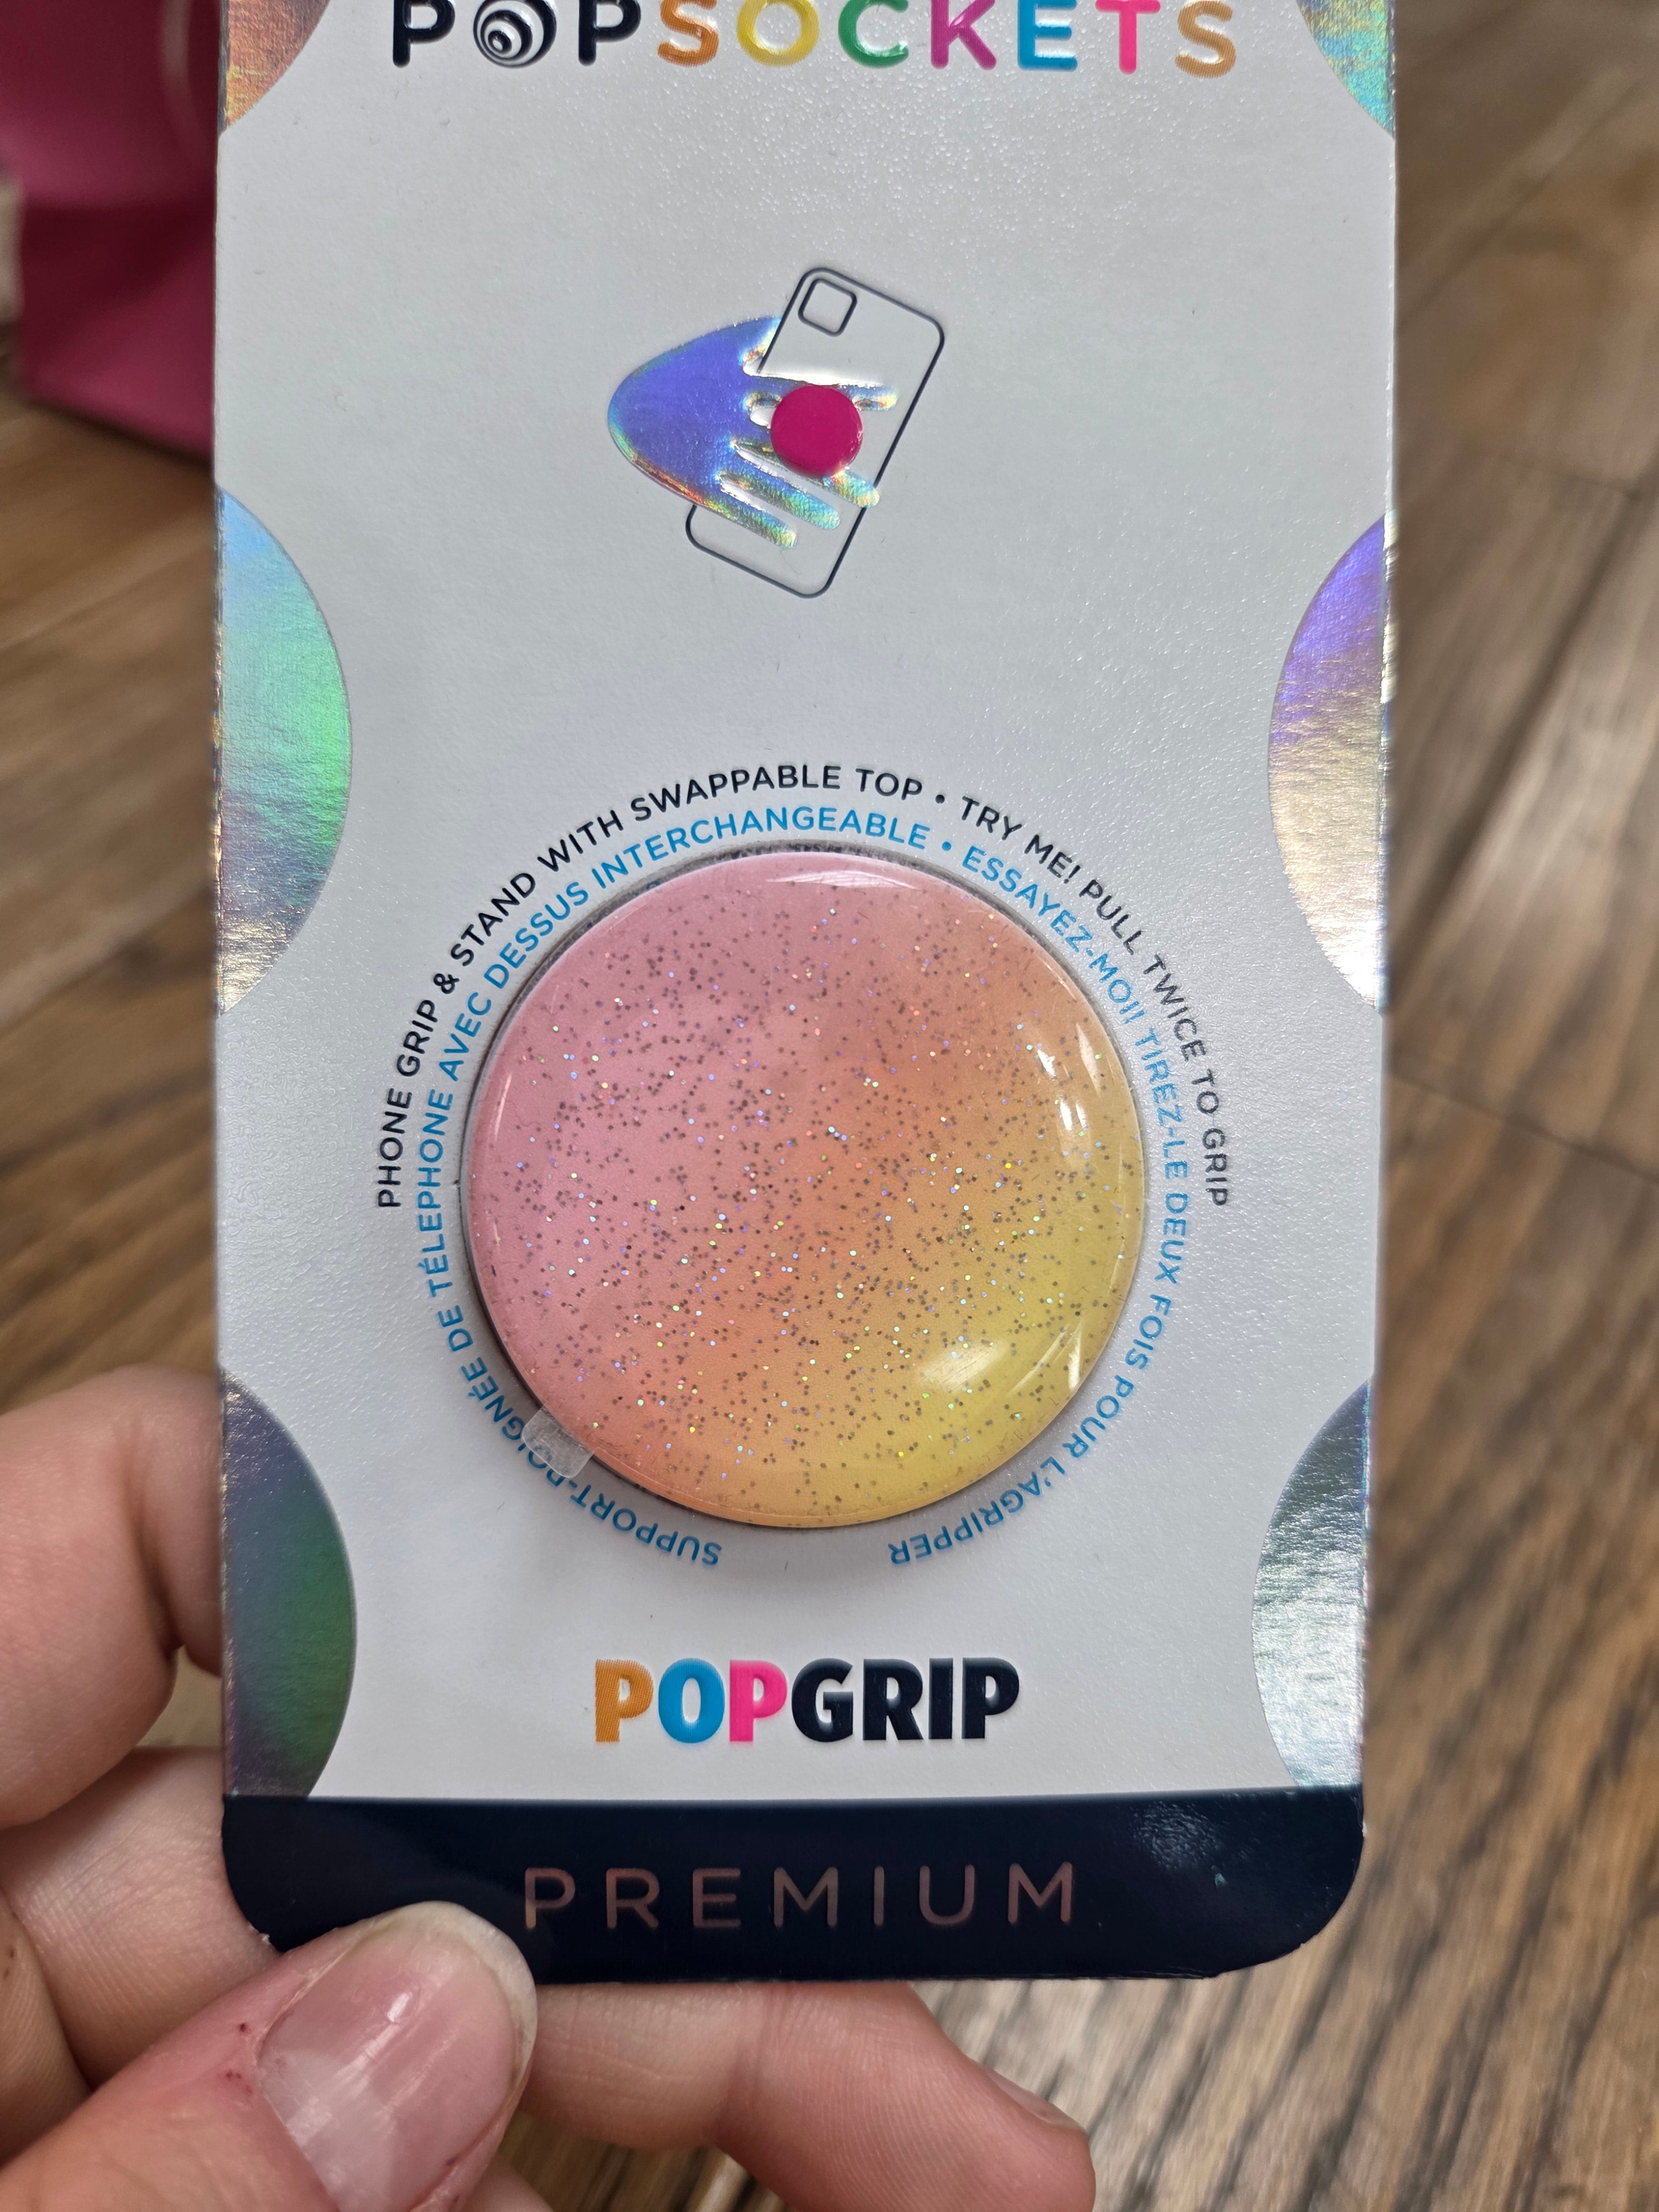 POPSOCKETS
PHONE GRIP & STAND WITH SWAPPABLE TOP • TRY ME! PULL TWICE TO GRIP
SUPPORT-POIGNÉE DE TÉLÉPHONE AVEC DESSUS INTERCHANGEABLE • ESSAYEZ-MOI! TIREZ-LE DEUX FOIS POUR L'AGRIPPER
POPGRIP
PREMIUM